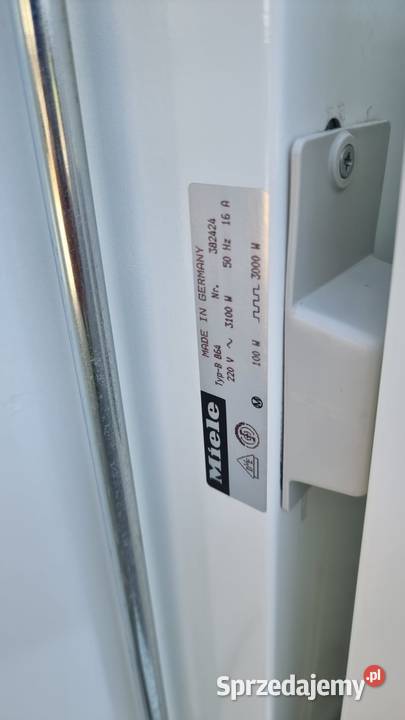 MADE IN GERMANY
Typ-B 864 Nr. 382424
220 V ~ 3100 W 50 Hz 16 A
100 W 3000 W
Miele
Sprzedajemy.pl